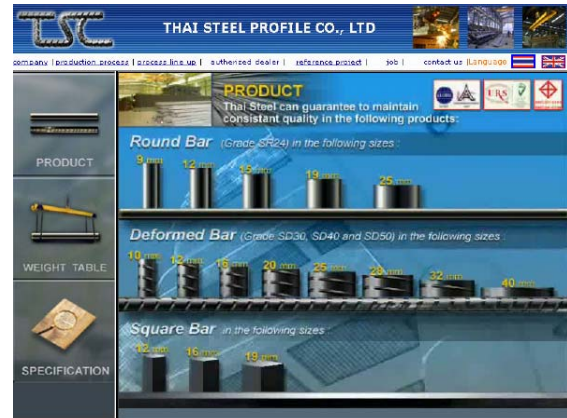 TSC
THAI STEEL PROFILE CO., LTD
company | production process | process line up | authorized dealer | reference project | job | contact us | Language
PRODUCT
Thai Steel can guarantee to maintain
consistant quality in the following products:
URS
Round Bar (Grade SR24) in the following sizes :
9 mm 12 mm 15 mm 19 mm 25 mm
PRODUCT
Deformed Bar (Grade SD30, SD40 and SD50) in the following sizes :
10 mm 12 mm 16 mm 20 mm 25 mm 28 mm 32 mm 40 mm
WEIGHT TABLE
Square Bar in the following sizes :
12 mm 16 mm 19 mm
SPECIFICATION